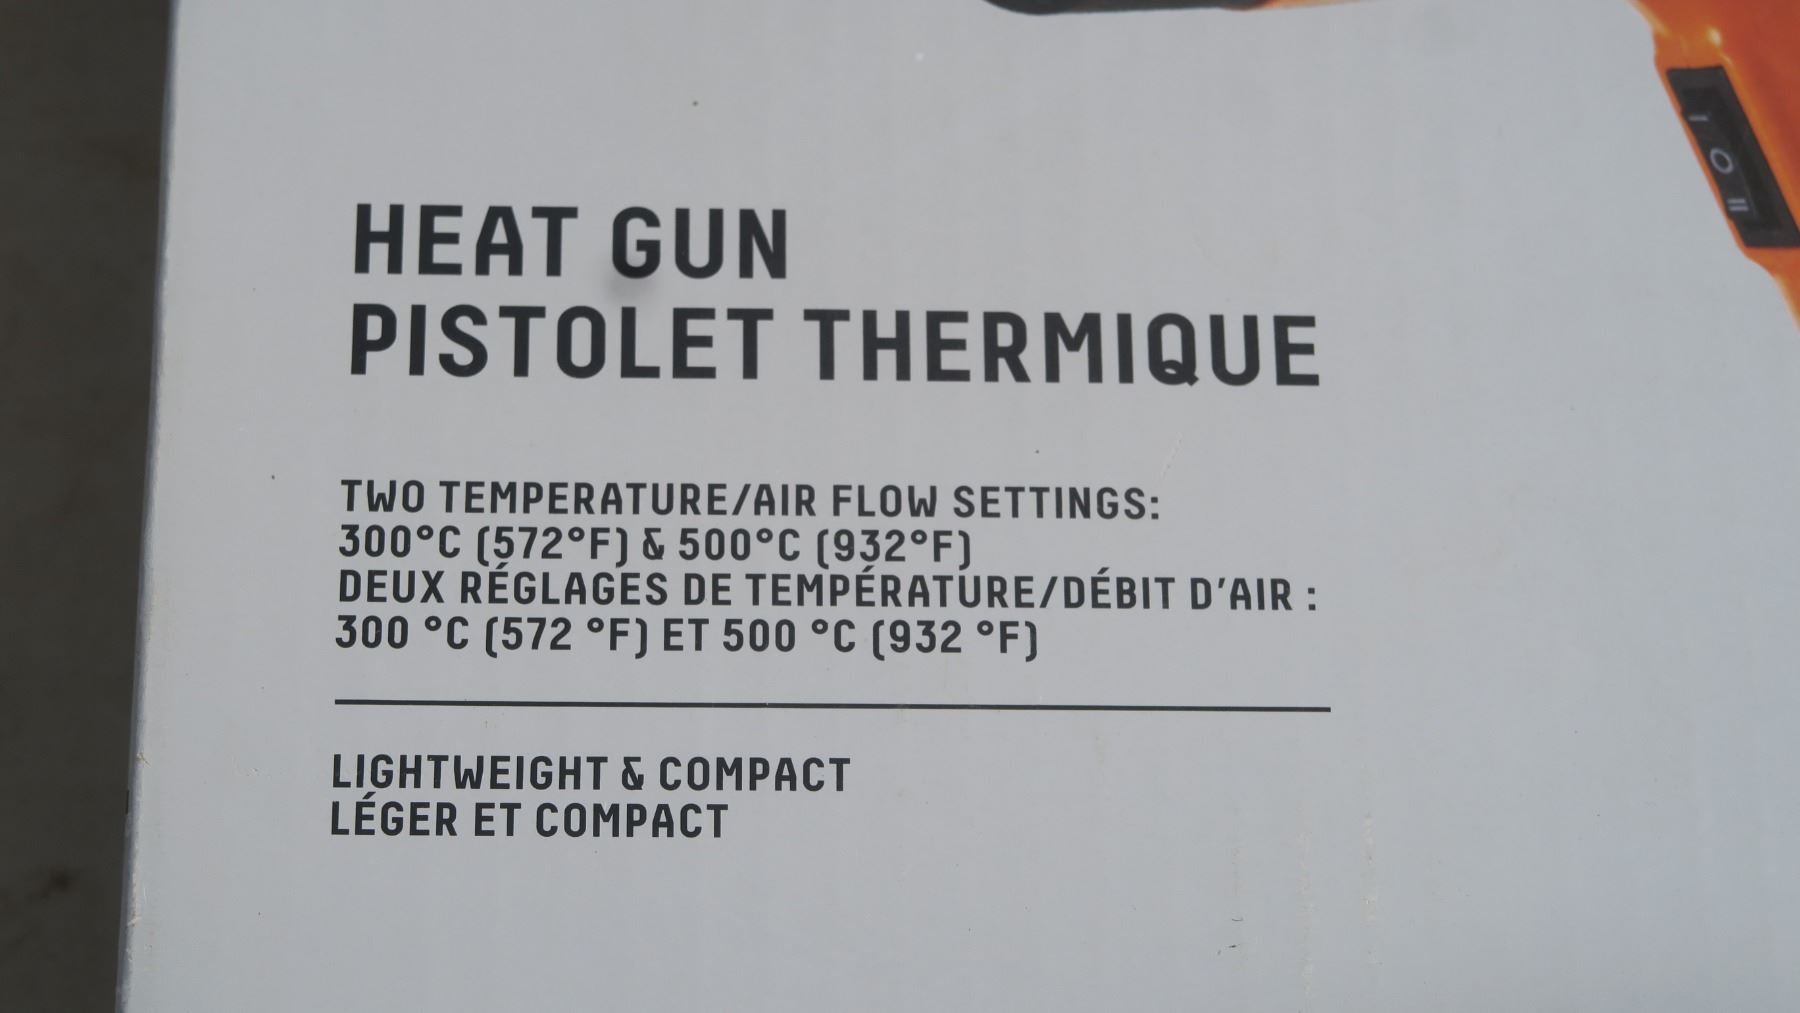 HEAT GUN
PISTOLET THERMIQUE
TWO TEMPERATURE/AIR FLOW SETTINGS:
300°C (572°F) & 500°C (932°F)
DEUX RÉGLAGES DE TEMPÉRATURE/DÉBIT D'AIR :
300 °C (572 °F) ET 500 °C (932 °F)
LIGHTWEIGHT & COMPACT
LÉGER ET COMPACT
I
O
II